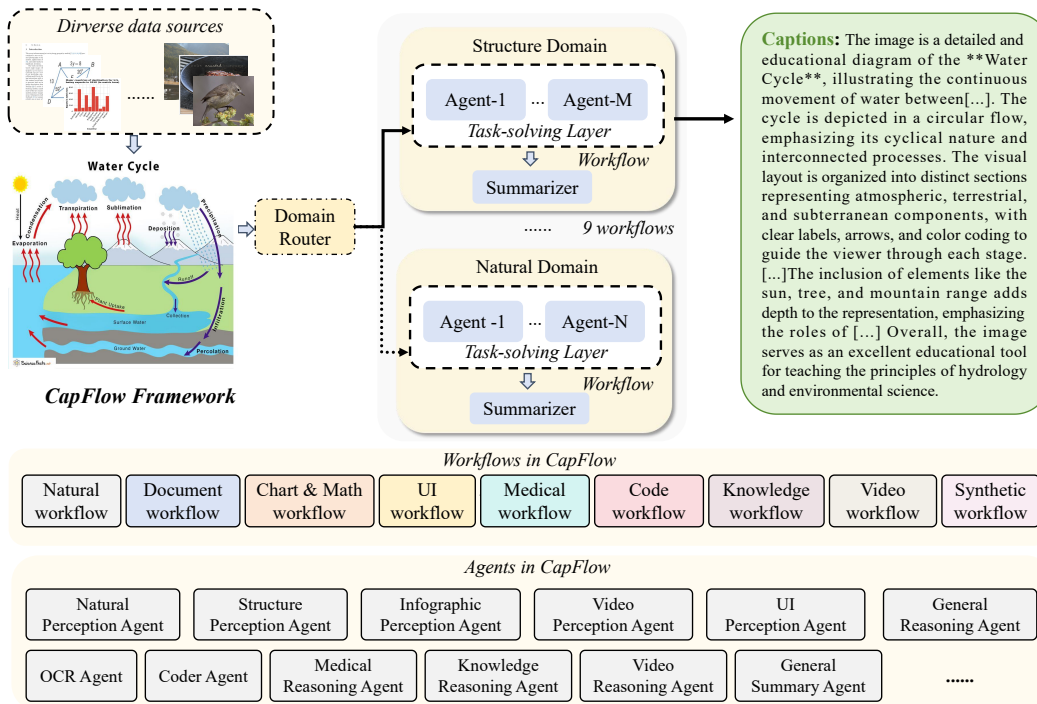 Dirverse data sources
A
3y−8
B
D
......
Water Cycle
Heat
Condensation
Transpiration
Sublimation
Precipitation
Evaporation
Deposition
Runoff
Plant Uptake
Surface Water
Collection
Infiltration
Ground Water
Percolation
CapFlow Framework
Domain
Router
Structure Domain
Agent-1
...
Agent-M
Task-solving Layer
Workflow
Summarizer
......
9 workflows
Natural Domain
Agent -1
...
Agent-N
Task-solving Layer
Workflow
Summarizer
Captions: The image is a detailed and
educational diagram of the **Water
Cycle**, illustrating the continuous
movement of water between[...]. The
cycle is depicted in a circular flow,
emphasizing its cyclical nature and
interconnected processes. The visual
layout is organized into distinct sections
representing atmospheric, terrestrial,
and subterranean components, with
clear labels, arrows, and color coding to
guide the viewer through each stage.
[...]The inclusion of elements like the
sun, tree, and mountain range adds
depth to the representation, emphasizing
the roles of [...] Overall, the image
serves as an excellent educational tool
for teaching the principles of hydrology
and environmental science.
Workflows in CapFlow
Natural
workflow
Document
workflow
Chart & Math
workflow
UI
workflow
Medical
workflow
Code
workflow
Knowledge
workflow
Video
workflow
Synthetic
workflow
Agents in CapFlow
Natural
Perception Agent
Structure
Perception Agent
Infographic
Perception Agent
Video
Perception Agent
UI
Perception Agent
General
Reasoning Agent
OCR Agent
Coder Agent
Medical
Reasoning Agent
Knowledge
Reasoning Agent
Video
Reasoning Agent
General
Summary Agent
......